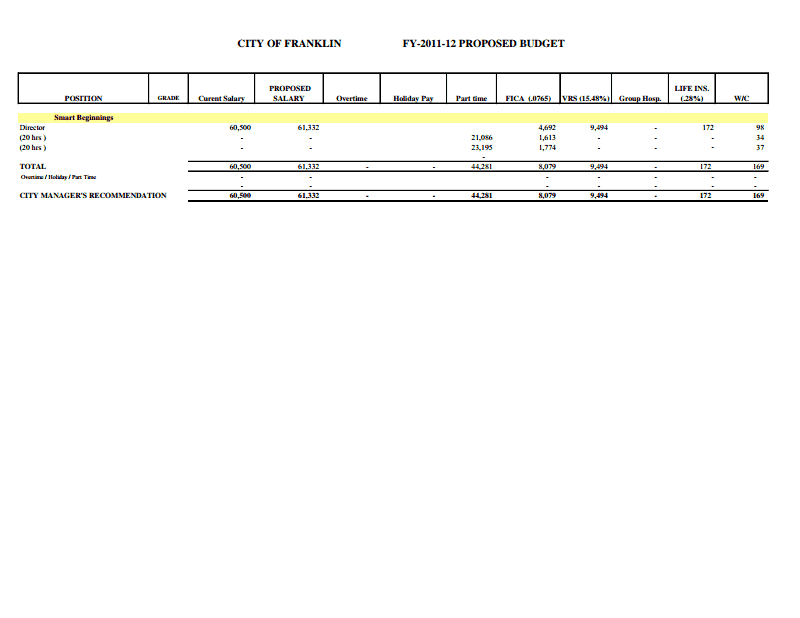 CITY OF FRANKLIN FY-2011-12 PROPOSED BUDGET
POSITION GRADE Curent Salary PROPOSED SALARY Overtime Holiday Pay Part time FICA (.0765) VRS (15.48%) Group Hosp. LIFE INS. (.28%) W/C
Smart Beginnings
Director 60,500 61,332 4,692 9,494 - 172 98
(20 hrs ) - - 21,086 1,613 - - - 34
(20 hrs ) - - 23,195 1,774 - - - 37
-
TOTAL 60,500 61,332 - - 44,281 8,079 9,494 - 172 169
Overtime / Holiday / Part Time - - - - - - -
- - - - - - -
CITY MANAGER'S RECOMMENDATION 60,500 61,332 - - 44,281 8,079 9,494 - 172 169